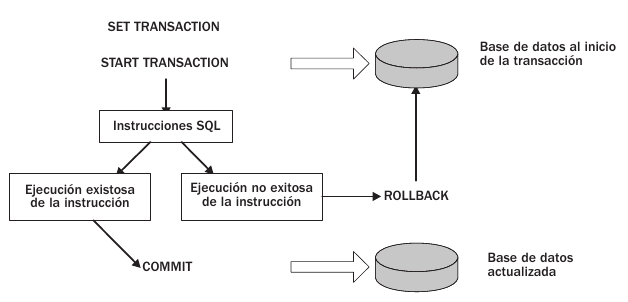 SET TRANSACTION
START TRANSACTION
Base de datos al inicio
de la transacción
Instrucciones SQL
Ejecución existosa
de la instrucción
Ejecución no exitosa
de la instrucción
ROLLBACK
COMMIT
Base de datos
actualizada